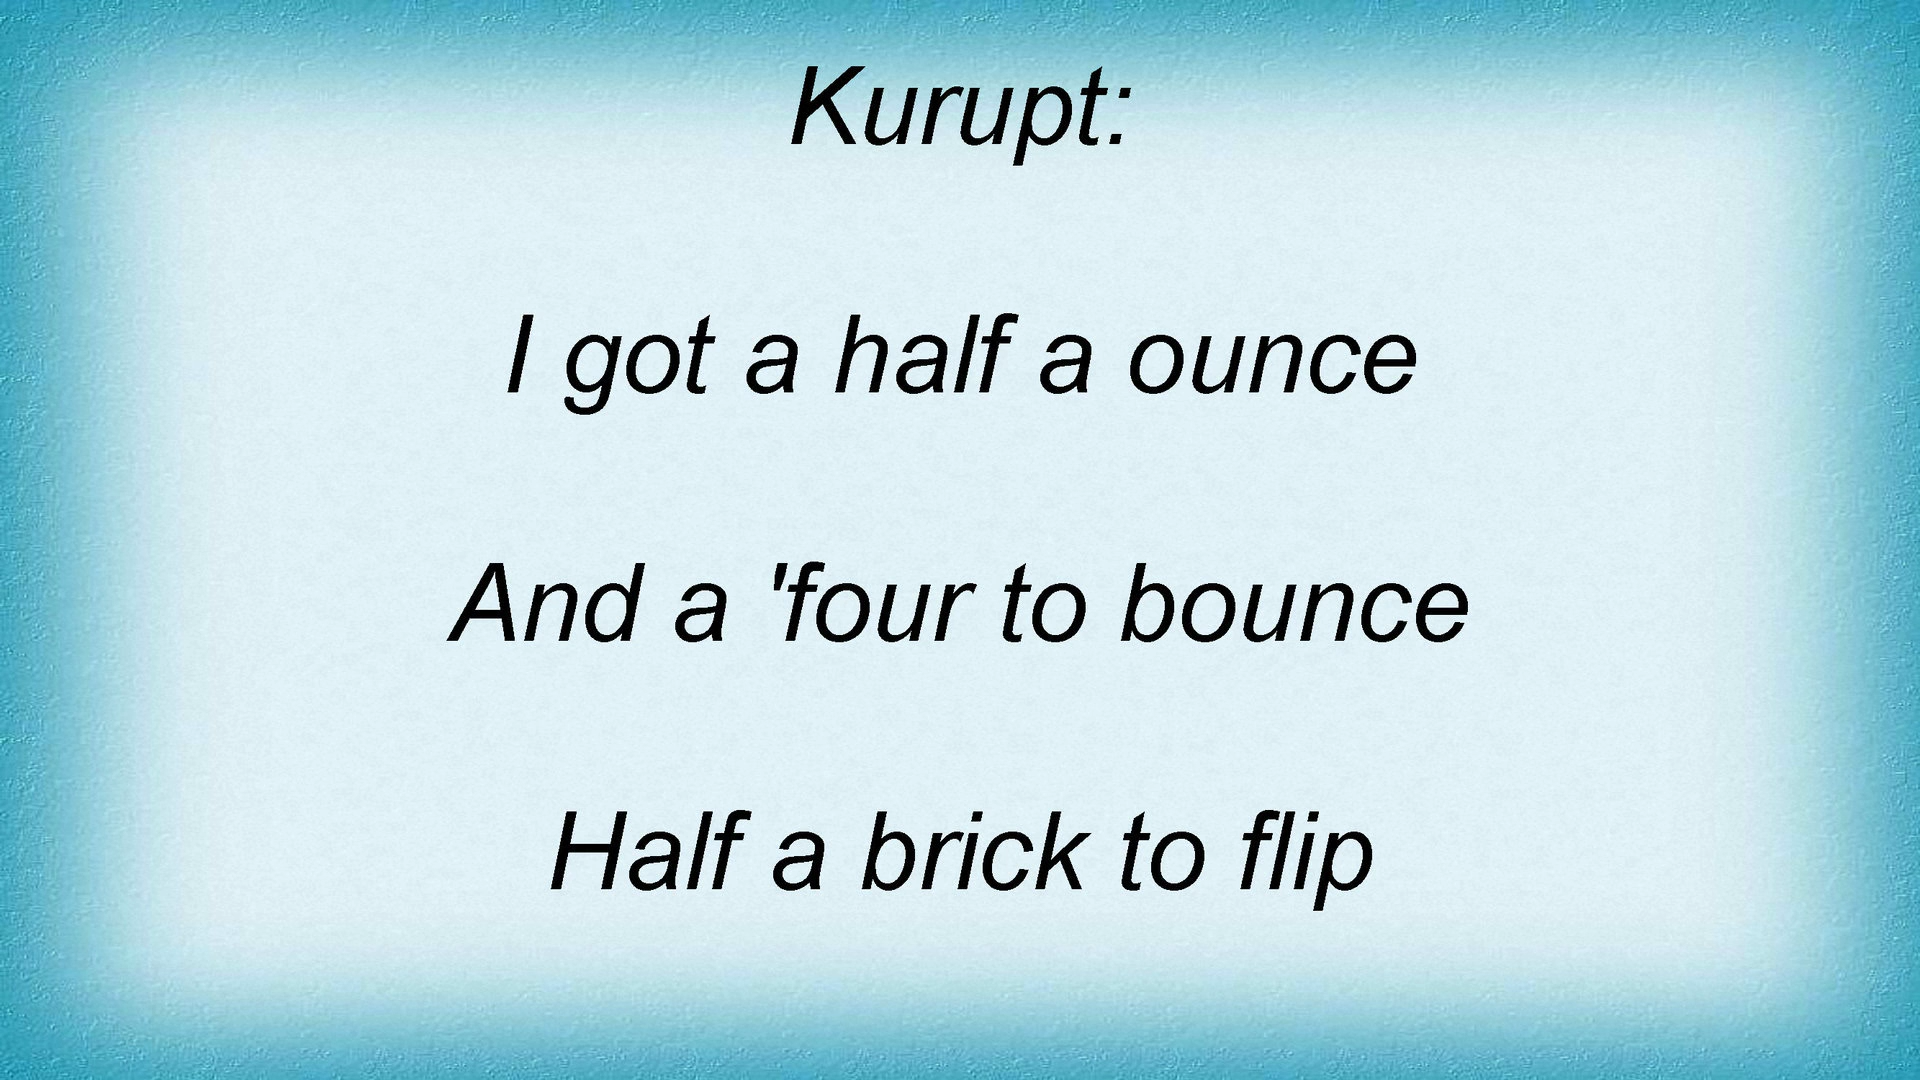 Kurupt:
I got a half a ounce
And a 'four to bounce
Half a brick to flip